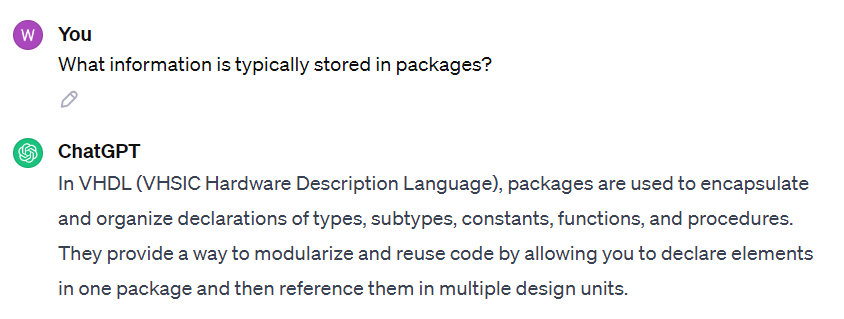 W
You
What information is typically stored in packages?
ChatGPT
In VHDL (VHSIC Hardware Description Language), packages are used to encapsulate
and organize declarations of types, subtypes, constants, functions, and procedures.
They provide a way to modularize and reuse code by allowing you to declare elements
in one package and then reference them in multiple design units.